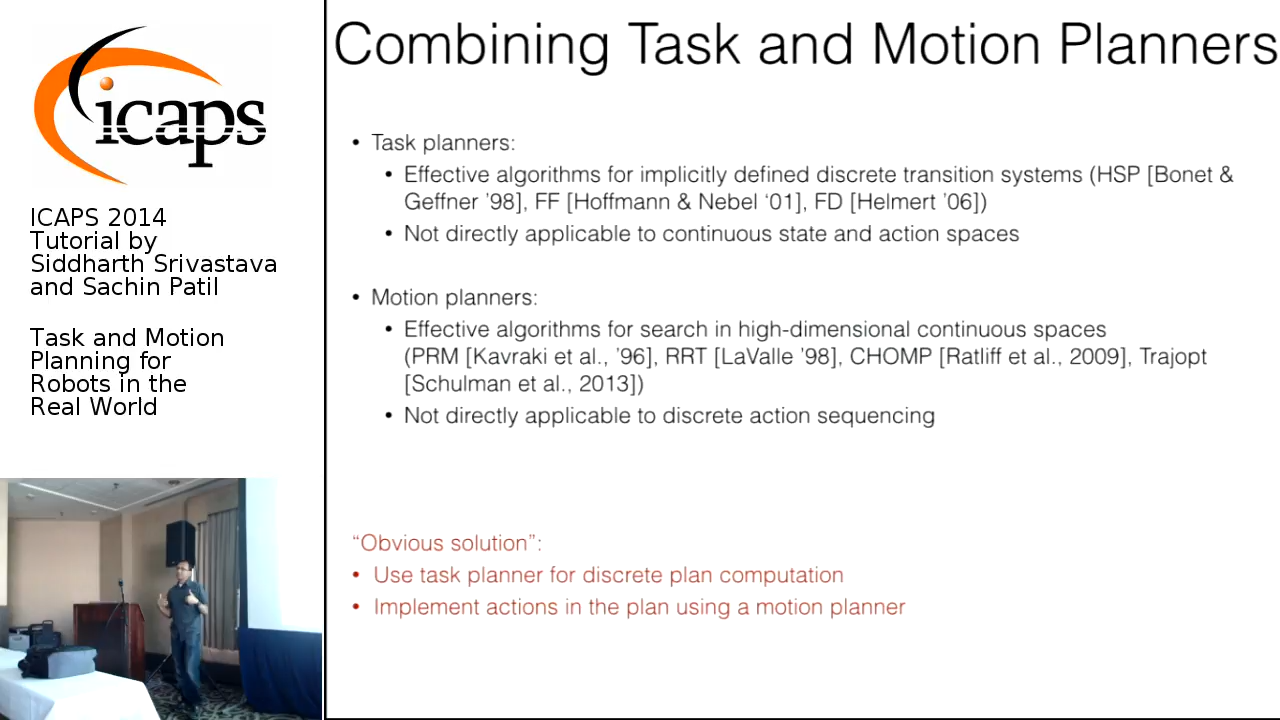 icaps
ICAPS 2014
Tutorial by
Siddharth Srivastava
and Sachin Patil
Task and Motion
Planning for
Robots in the
Real World
Combining Task and Motion Planners
• Task planners:
• Effective algorithms for implicitly defined discrete transition systems (HSP [Bonet &
Geffner ’98], FF [Hoffmann & Nebel ‘01], FD [Helmert ’06])
• Not directly applicable to continuous state and action spaces
• Motion planners:
• Effective algorithms for search in high-dimensional continuous spaces
(PRM [Kavraki et al., ’96], RRT [LaValle ’98], CHOMP [Ratliff et al., 2009], Trajopt
[Schulman et al., 2013])
• Not directly applicable to discrete action sequencing
“Obvious solution”:
• Use task planner for discrete plan computation
• Implement actions in the plan using a motion planner